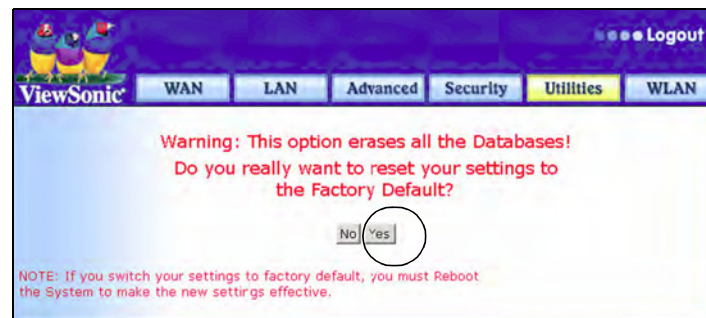 Logout
ViewSonic®
WAN LAN Advanced Security Utilities WLAN
Warning: This option erases all the Databases!
Do you really want to reset your settings to
the Factory Default?
No Yes
NOTE: If you switch your settings to factory default, you must Reboot
the System to make the new settings effective.